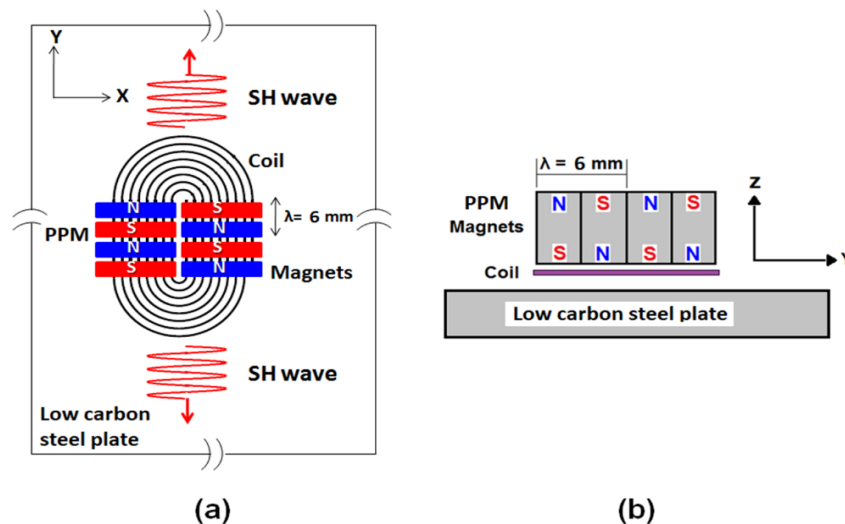 Y
X
SH wave
Coil
N S
S N
N S
S N
PPM
λ= 6 mm
Magnets
SH wave
Low carbon
steel plate
(a)
λ = 6 mm
PPM
Magnets
N S N S
S N S N
Coil
Z
Y
Low carbon steel plate
(b)